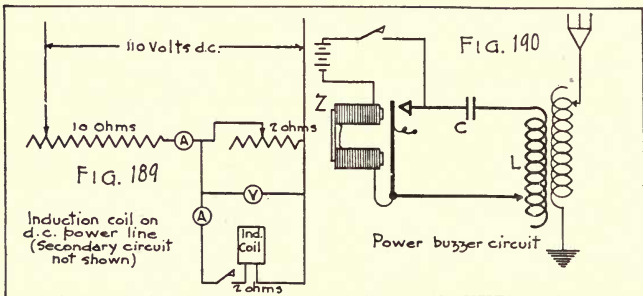 110 Volts d.c.
10 Ohms
A
2 ohms
FIG. 189
V
A
Induction coil on
d.c. power line
(Secondary circuit
not shown)
Ind.
Coil
2 ohms
FIG. 190
Z
C
L
Power buzzer circuit